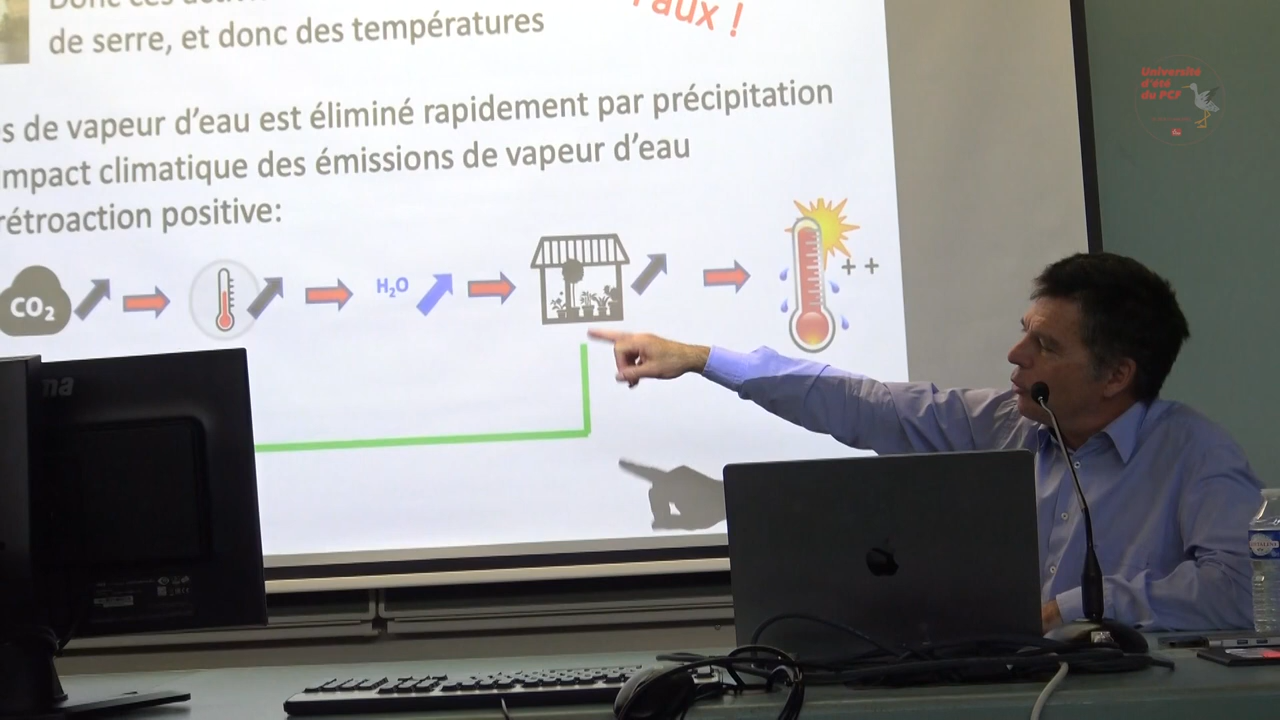 de serre, et donc des températures
aux !
de vapeur d'eau est éliminé rapidement par précipitation
impact climatique des émissions de vapeur d'eau
rétroaction positive:
CO₂
H₂O
+ +
Université
d'été
du PCF